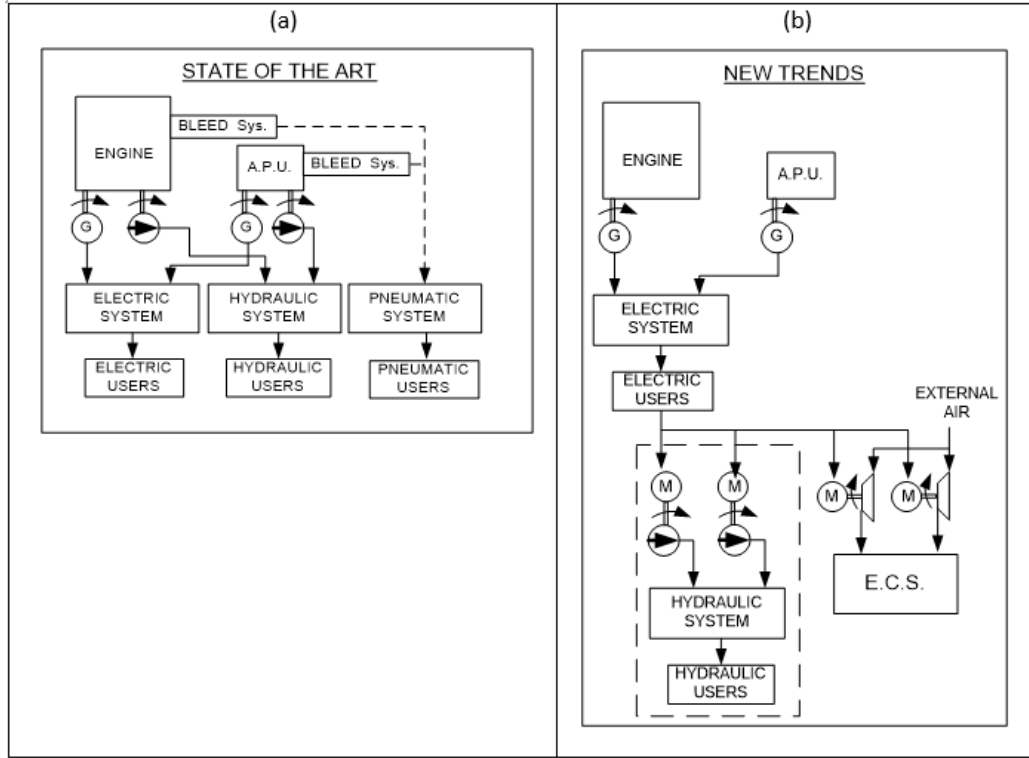 (a)
STATE OF THE ART
BLEED Sys.
ENGINE
A.P.U.
BLEED Sys.
G
G
ELECTRIC
SYSTEM
HYDRAULIC
SYSTEM
PNEUMATIC
SYSTEM
ELECTRIC
USERS
HYDRAULIC
USERS
PNEUMATIC
USERS
(b)
NEW TRENDS
ENGINE
A.P.U.
G
G
ELECTRIC
SYSTEM
ELECTRIC
USERS
EXTERNAL
AIR
M
M
M
M
E.C.S.
HYDRAULIC
SYSTEM
HYDRAULIC
USERS